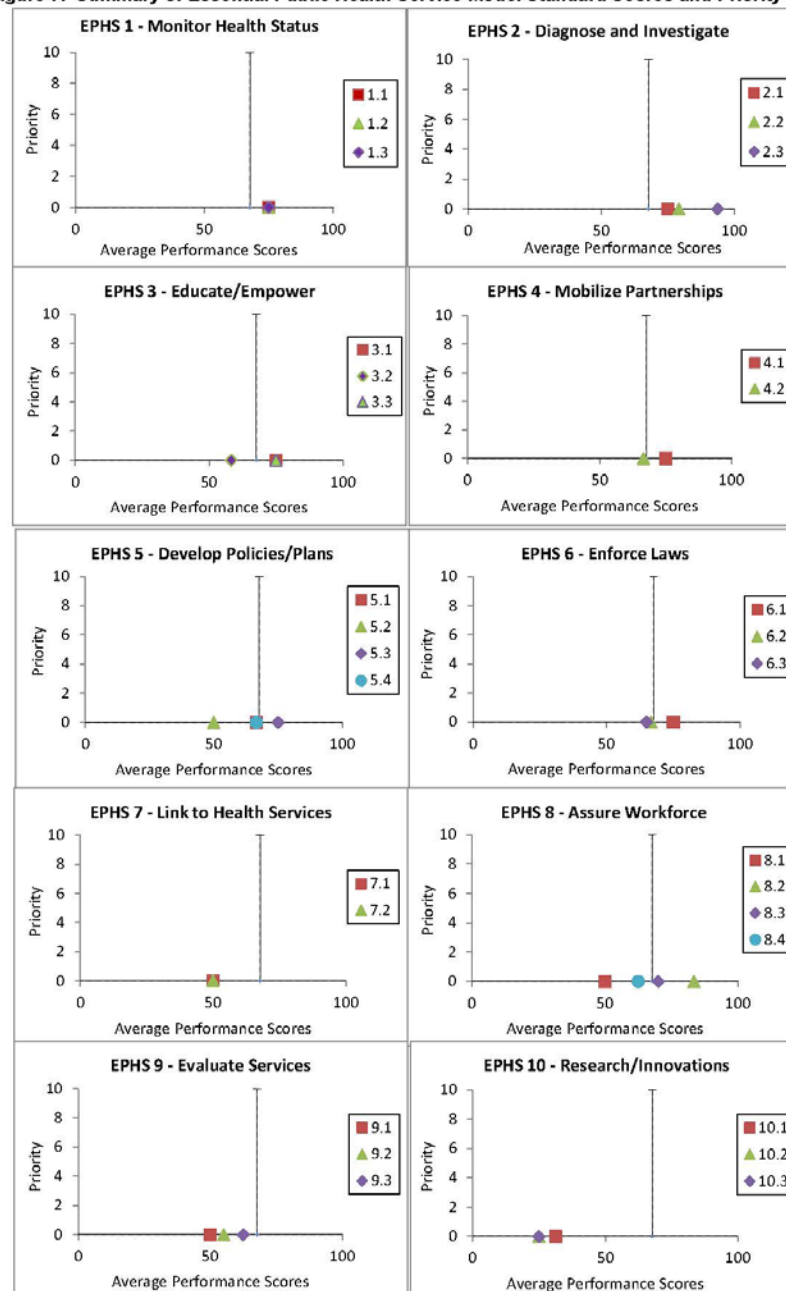 Summary of Essential Public Health Service Model Standard Scores and Priority
EPHS 1 - Monitor Health Status
10
8
6
4
2
0
Priority
0 50 100
Average Performance Scores
1.1
1.2
1.3
EPHS 2 - Diagnose and Investigate
10
8
6
4
2
0
Priority
0 50 100
Average Performance Scores
2.1
2.2
2.3
EPHS 3 - Educate/Empower
10
8
6
4
2
0
Priority
0 50 100
Average Performance Scores
3.1
3.2
3.3
EPHS 4 - Mobilize Partnerships
10
8
6
4
2
0
Priority
0 50 100
Average Performance Scores
4.1
4.2
EPHS 5 - Develop Policies/Plans
10
8
6
4
2
0
Priority
0 50 100
Average Performance Scores
5.1
5.2
5.3
5.4
EPHS 6 - Enforce Laws
10
8
6
4
2
0
Priority
0 50 100
Average Performance Scores
6.1
6.2
6.3
EPHS 7 - Link to Health Services
10
8
6
4
2
0
Priority
0 50 100
Average Performance Scores
7.1
7.2
EPHS 8 - Assure Workforce
10
8
6
4
2
0
Priority
0 50 100
Average Performance Scores
8.1
8.2
8.3
8.4
EPHS 9 - Evaluate Services
10
8
6
4
2
0
Priority
0 50 100
Average Performance Scores
9.1
9.2
9.3
EPHS 10 - Research/Innovations
10
8
6
4
2
0
Priority
0 50 100
Average Performance Scores
10.1
10.2
10.3